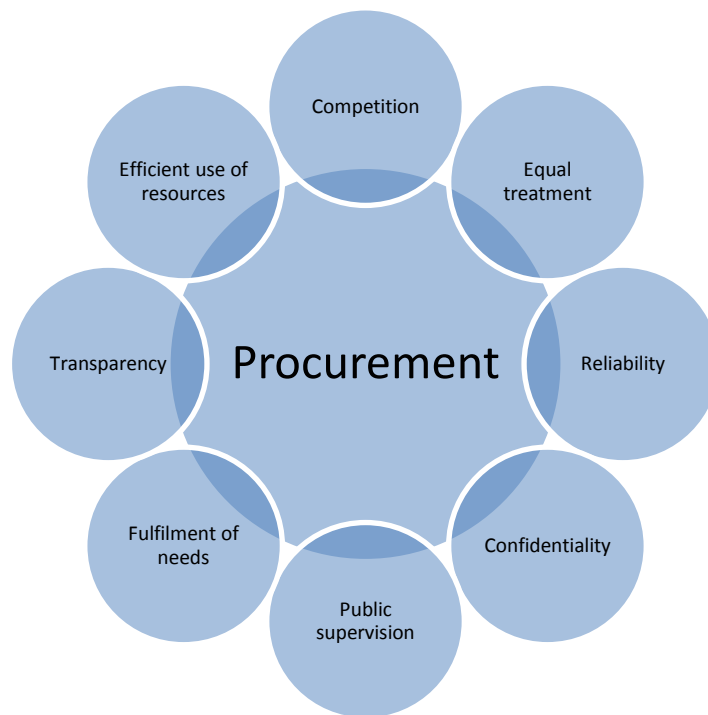 Competition
Efficient use of
resources
Equal
treatment
Transparency
Procurement
Reliability
Fulfilment of
needs
Confidentiality
Public
supervision